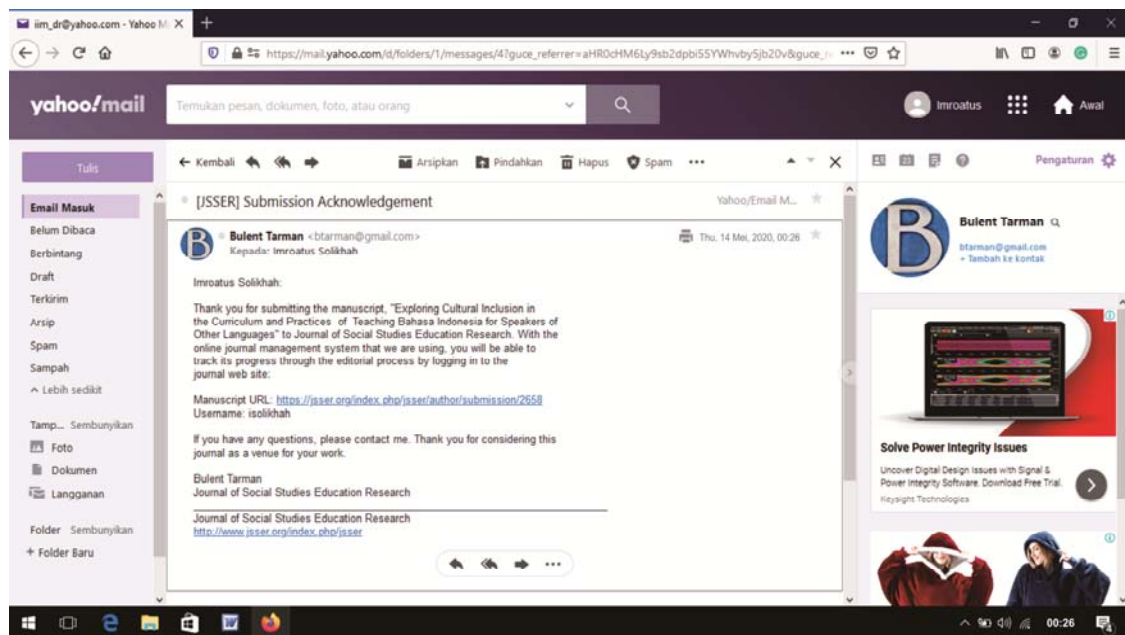 iim_dr@yahoo.com - Yahoo M
https://mail.yahoo.com/d/folders/1/messages/4?guce_referrer=
yahoo!mail
Temukan pesan, dokumen, foto, atau orang
Imroatus
Awal
Tulis
Kembali
Arsipkan
Pindahkan
Hapus
Spam
Pengaturan
Email Masuk
Belum Dibaca
Berbintang
Draft
Terkirim
Arsip
Spam
Sampah
Lebih sedikit
Tamp... Sembunyikan
Foto
Dokumen
Langganan
Folder Sembunyikan
+ Folder Baru
[JSSER] Submission Acknowledgement
Yahoo/Email M...
B
Bulent Tarman <btarman@gmail.com>
Thu. 14 Mei, 2020, 00:26
Kepada: Imroatus Solikhah
Imroatus Solikhah:
Thank you for submitting the manuscript, "Exploring Cultural Inclusion in
the Curriculum and Practices of Teaching Bahasa Indonesia for Speakers of
Other Languages" to Journal of Social Studies Education Research. With the
online journal management system that we are using, you will be able to
track its progress through the editorial process by logging in to the
journal web site:
Manuscript URL: https://jsser.org/index.php/jsser/author/submission/2658
Username: isolikhah
If you have any questions, please contact me. Thank you for considering this
journal as a venue for your work.
Bulent Tarman
Journal of Social Studies Education Research
Journal of Social Studies Education Research
http://www.jsser.org/index.php/jsser
B
Bulent Tarman
btarman@gmail.com
+ Tambah ke kontak
Solve Power Integrity Issues
Uncover Digital Design Issues with Signal &
Power Integrity Software. Download Free Trial.
Keysight Technologies
00:26